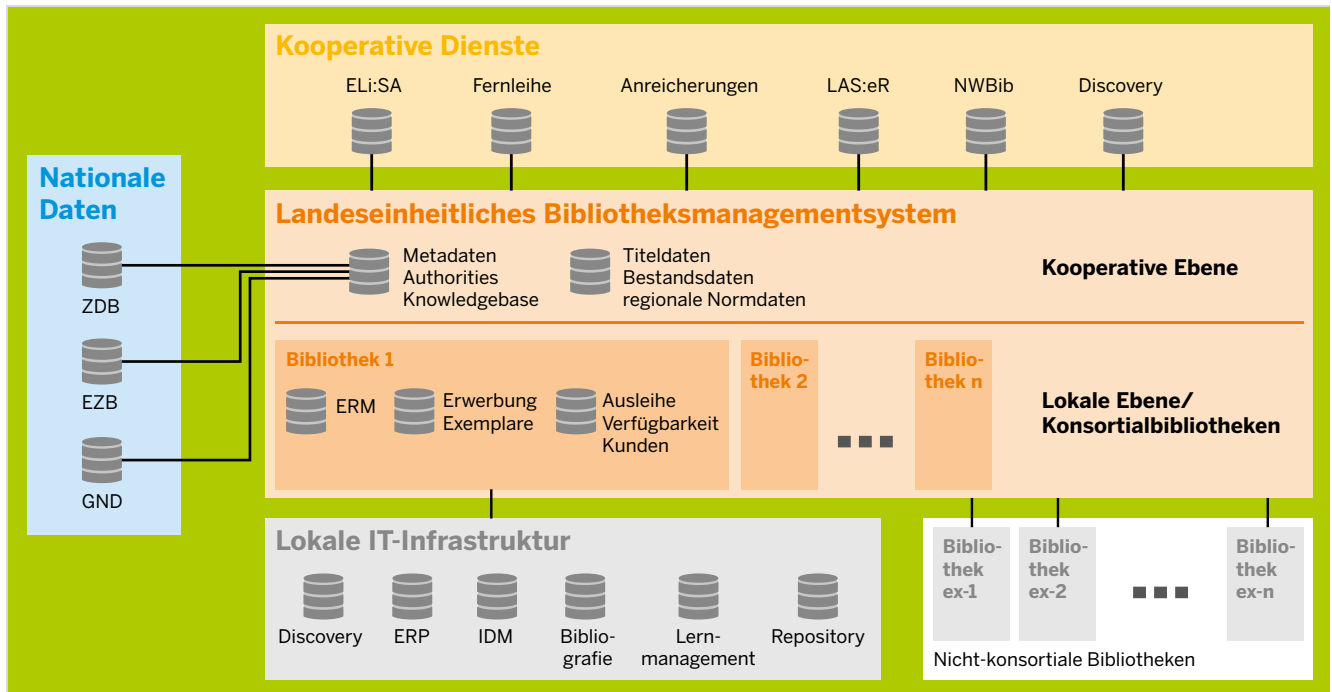 Kooperative Dienste
ELi:SA
Fernleihe
Anreicherungen
LAS:eR
NWBib
Discovery
Nationale
Daten
ZDB
EZB
GND
Landeseinheitliches Bibliotheksmanagementsystem
Metadaten
Authorities
Knowledgebase
Titeldaten
Bestandsdaten
regionale Normdaten
Kooperative Ebene
Bibliothek 1
ERM
Erwerbung
Exemplare
Ausleihe
Verfügbarkeit
Kunden
Biblio-
thek 2
Biblio-
thek n
Lokale Ebene/
Konsortialbibliotheken
Lokale IT-Infrastruktur
Discovery
ERP
IDM
Biblio-
grafie
Lern-
management
Repository
Biblio-
thek
ex-1
Biblio-
thek
ex-2
Biblio-
thek
ex-n
Nicht-konsortiale Bibliotheken